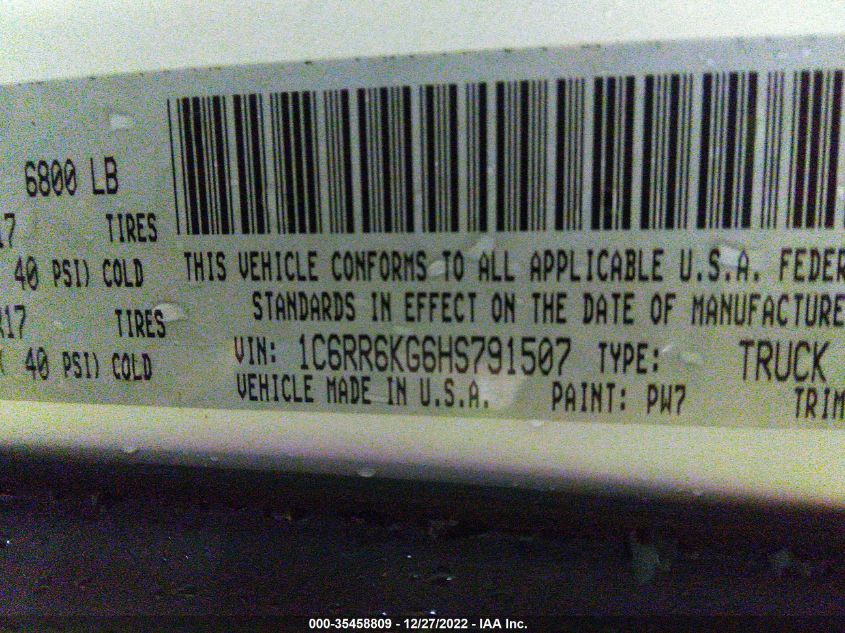 6800 LB
17 TIRES
40 PSI) COLD
R17 TIRES
( 40 PSI) COLD
THIS VEHICLE CONFORMS TO ALL APPLICABLE U.S.A. FEDER
STANDARDS IN EFFECT ON THE DATE OF MANUFACTURE
VIN: 1C6RR6KG6HS791507 TYPE: TRUCK
VEHICLE MADE IN U.S.A. PAINT: PW7 TRIM
000-35458809 - 12/27/2022 - IAA Inc.